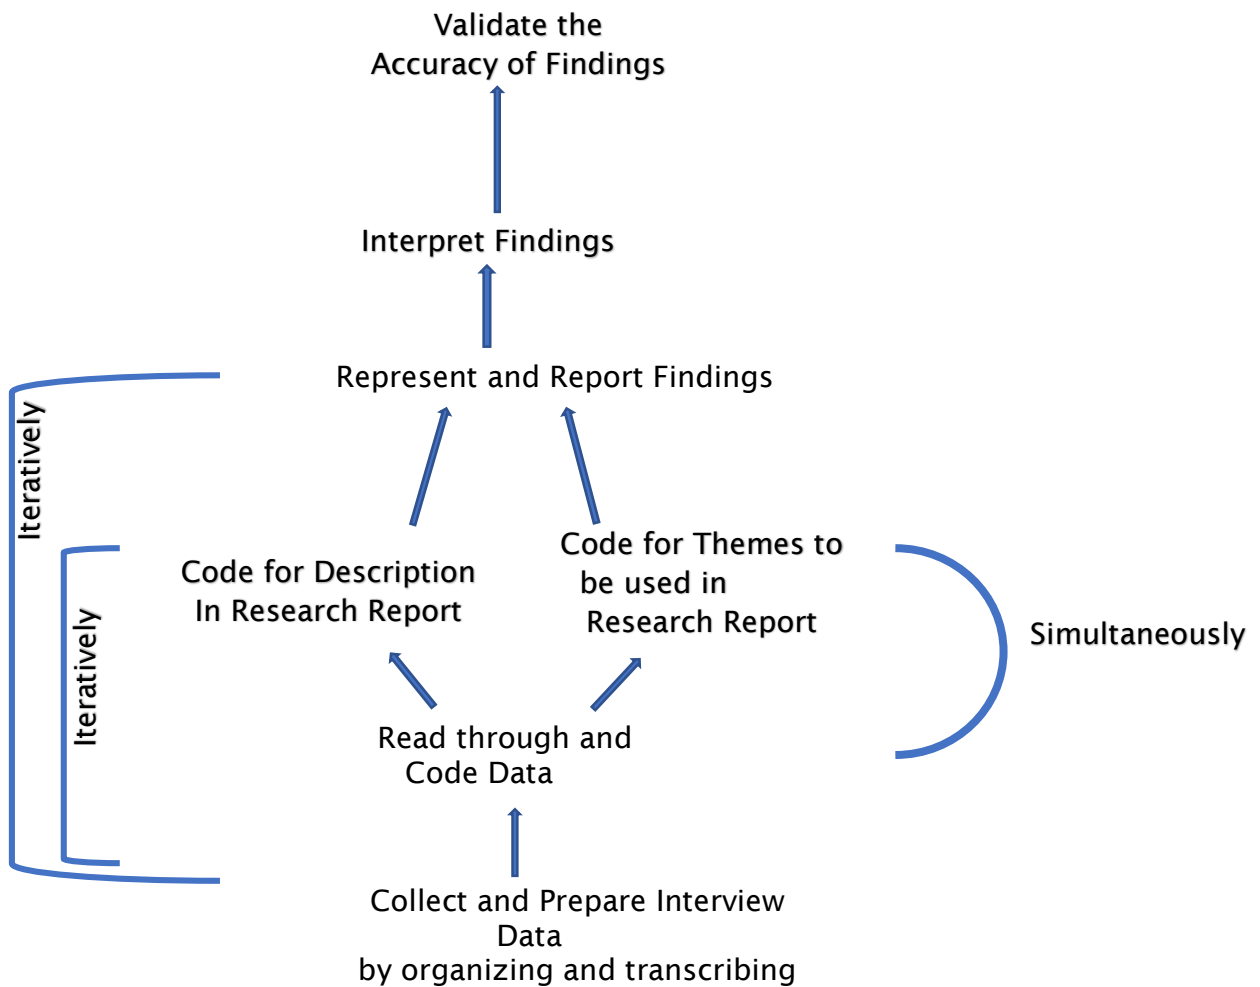 Validate the
Accuracy of Findings
Interpret Findings
Represent and Report Findings
Iteratively
Code for Description
In Research Report
Code for Themes to
be used in
Research Report
Simultaneously
Iteratively
Read through and
Code Data
Collect and Prepare Interview
Data
by organizing and transcribing